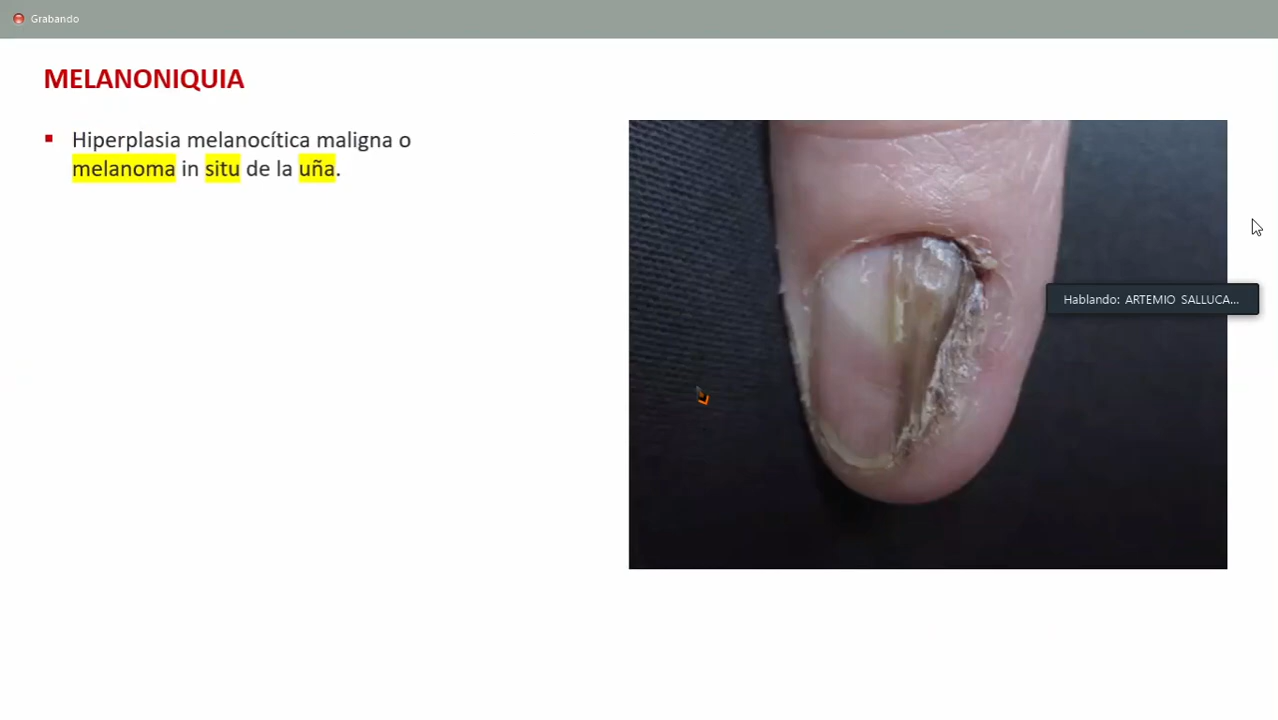 Grabando
MELANONIQUIA
▪ Hiperplasia melanocítica maligna o
melanoma in situ de la uña.
Hablando: ARTEMIO SALLUCA...